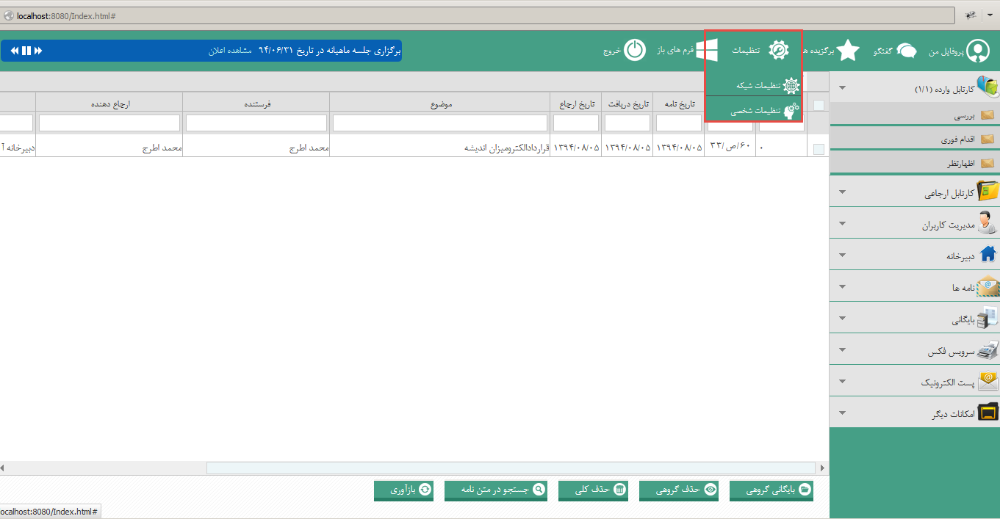 localhost:8080/Index.html#
پروفایل من
گفتگو
برگزیده ه
تنظیمات
فرم های باز
خروج
برگزاری جلسه ماهیانه در تاریخ ۹۴/۰۶/۳۱ مشاهده اعلان
تنظیمات شبکه
تنظیمات شخصی
کارتابل وارده (۱/۱)
بررسی
اقدام فوری
اظهارنظر
کارتابل ارجاعی
مدیریت کاربران
دبیرخانه
نامه ها
بایگانی
سرویس فکس
پست الکترونیک
امکانات دیگر
تاریخ نامه
تاریخ دریافت
تاریخ ارجاع
موضوع
فرستنده
ارجاع دهنده
۰
۶۰/ص/۳۳
۱۳۹۴/۰۸/۰۵
۱۳۹۴/۰۸/۰۵
۱۳۹۴/۰۸/۰۵
قراردادالکترومیزان اندیشه
محمد اطرج
محمد اطرج
دبیرخانه آ
بایگانی گروهی
حذف گروهی
حذف کلی
جستجو در متن نامه
بازآوری
ocalhost:8080/Index.html#